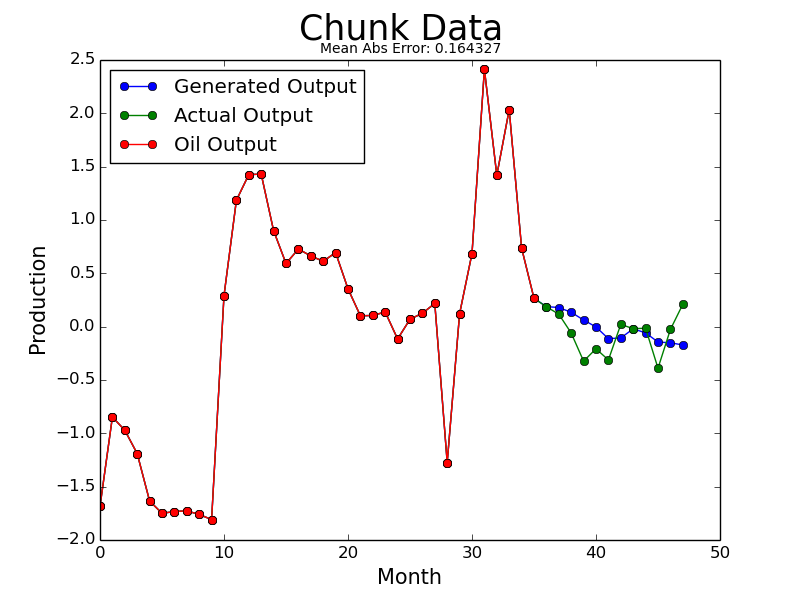 Chunk Data
Mean Abs Error: 0.164327
2.5
2.0
1.5
1.0
0.5
0.0
−0.5
−1.0
−1.5
−2.0
Generated Output
Actual Output
Oil Output
Production
0 10 20 30 40 50
Month